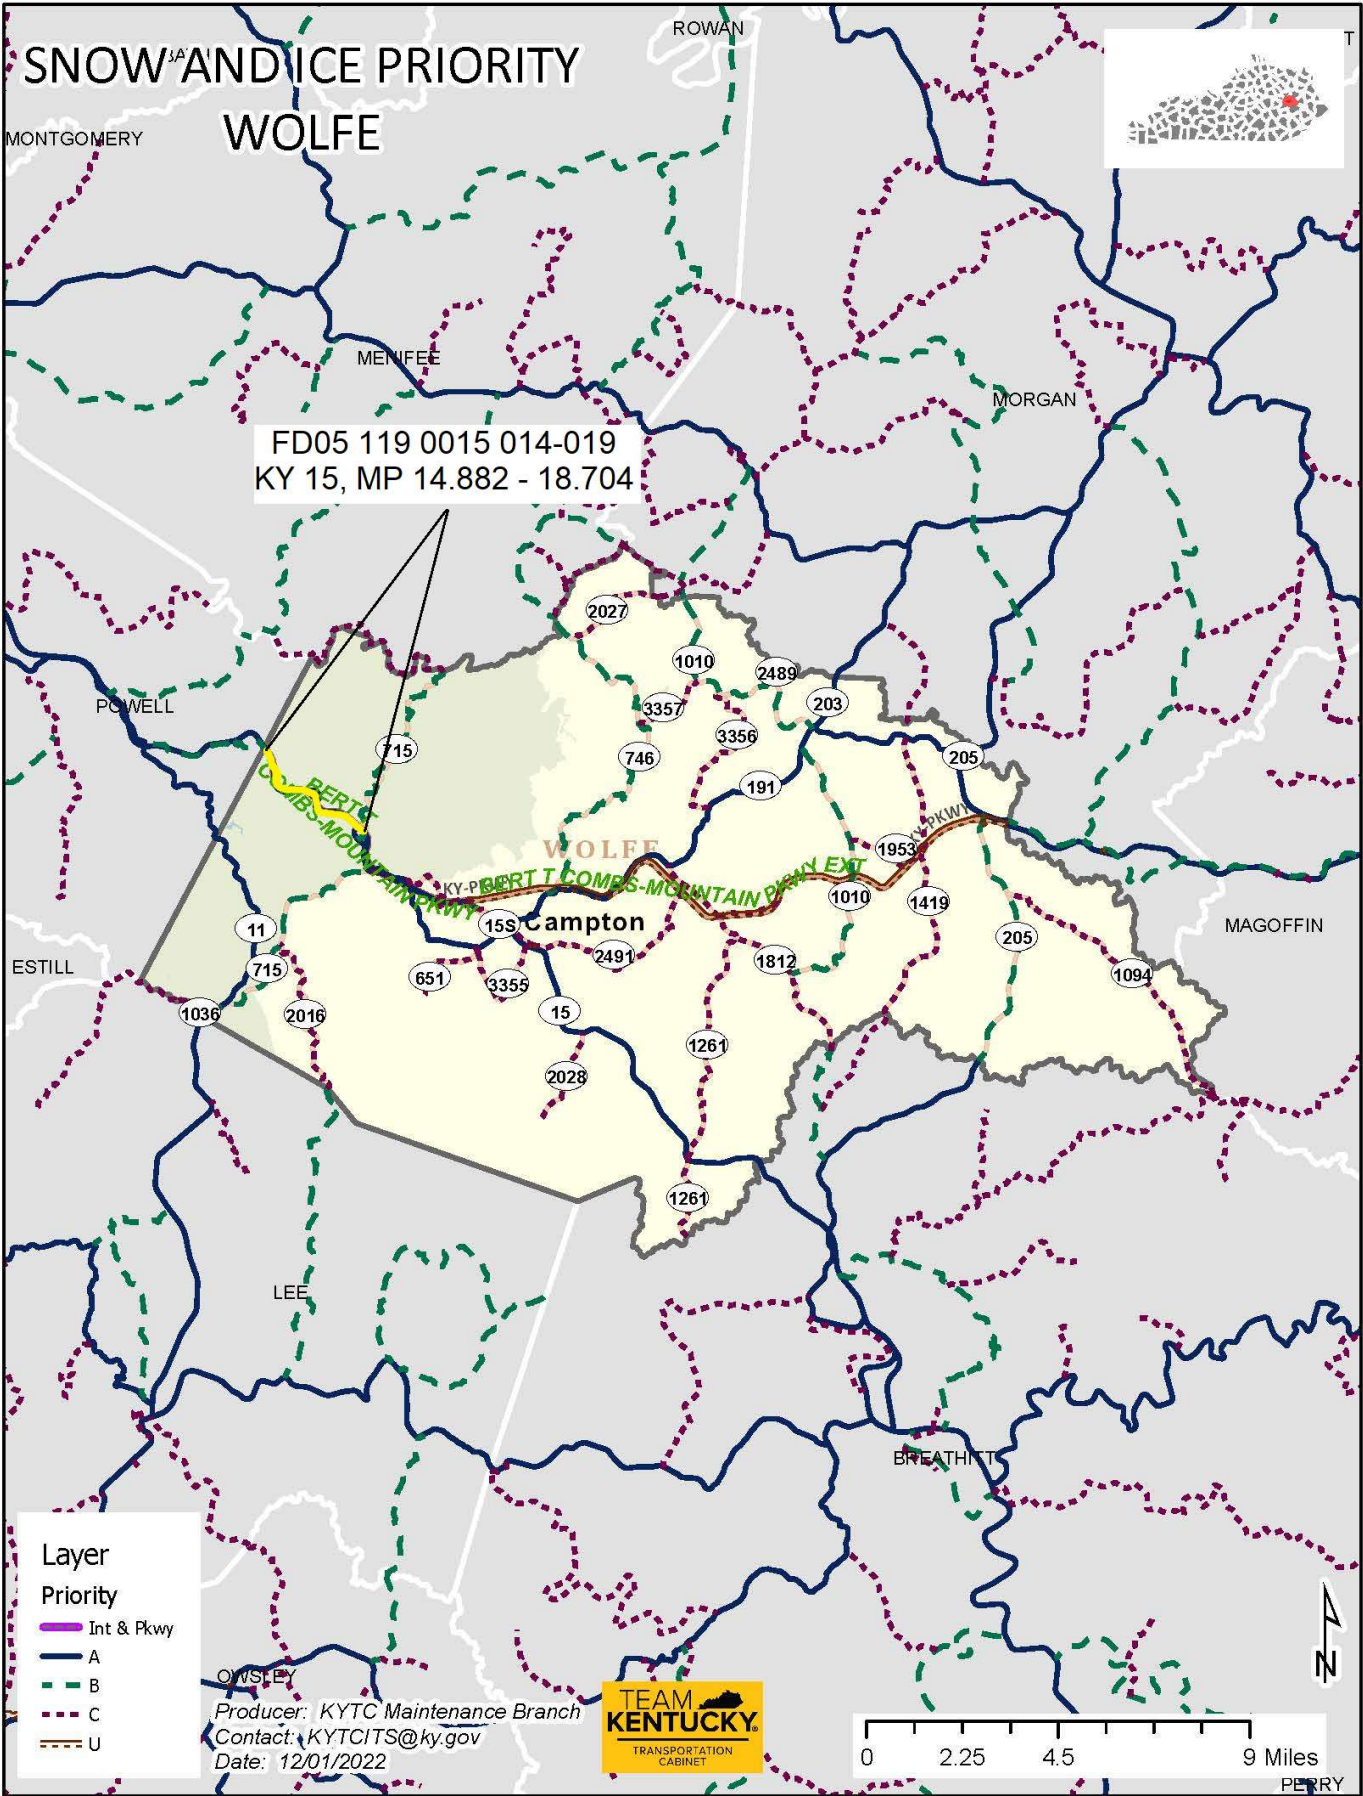 SNOW AND ICE PRIORITY
WOLFE
ROWAN
T
MONTGOMERY
MENIFEE
MORGAN
FD05 119 0015 014-019
KY 15, MP 14.882 - 18.704
2027
1010
2489
3357
203
POWELL
715
3356
746
205
191
BERT T
COMBS-MOUNTAIN PKWY
WOLFE
1953
KY-PKWY
KY-PKWY
BERT T COMBS-MOUNTAIN PKWY EXT
1010
1419
11
15S
Campton
205
MAGOFFIN
2491
715
ESTILL
651
3355
1812
1094
1036
2016
15
1261
2028
1261
LEE
BREATHITT
Layer
Priority
Int & Pkwy
A
B
C
U
OWSLEY
Producer: KYTC Maintenance Branch
Contact: KYTCITS@ky.gov
Date: 12/01/2022
TEAM
KENTUCKY
TRANSPORTATION
CABINET
N
0 2.25 4.5 9 Miles
PERRY